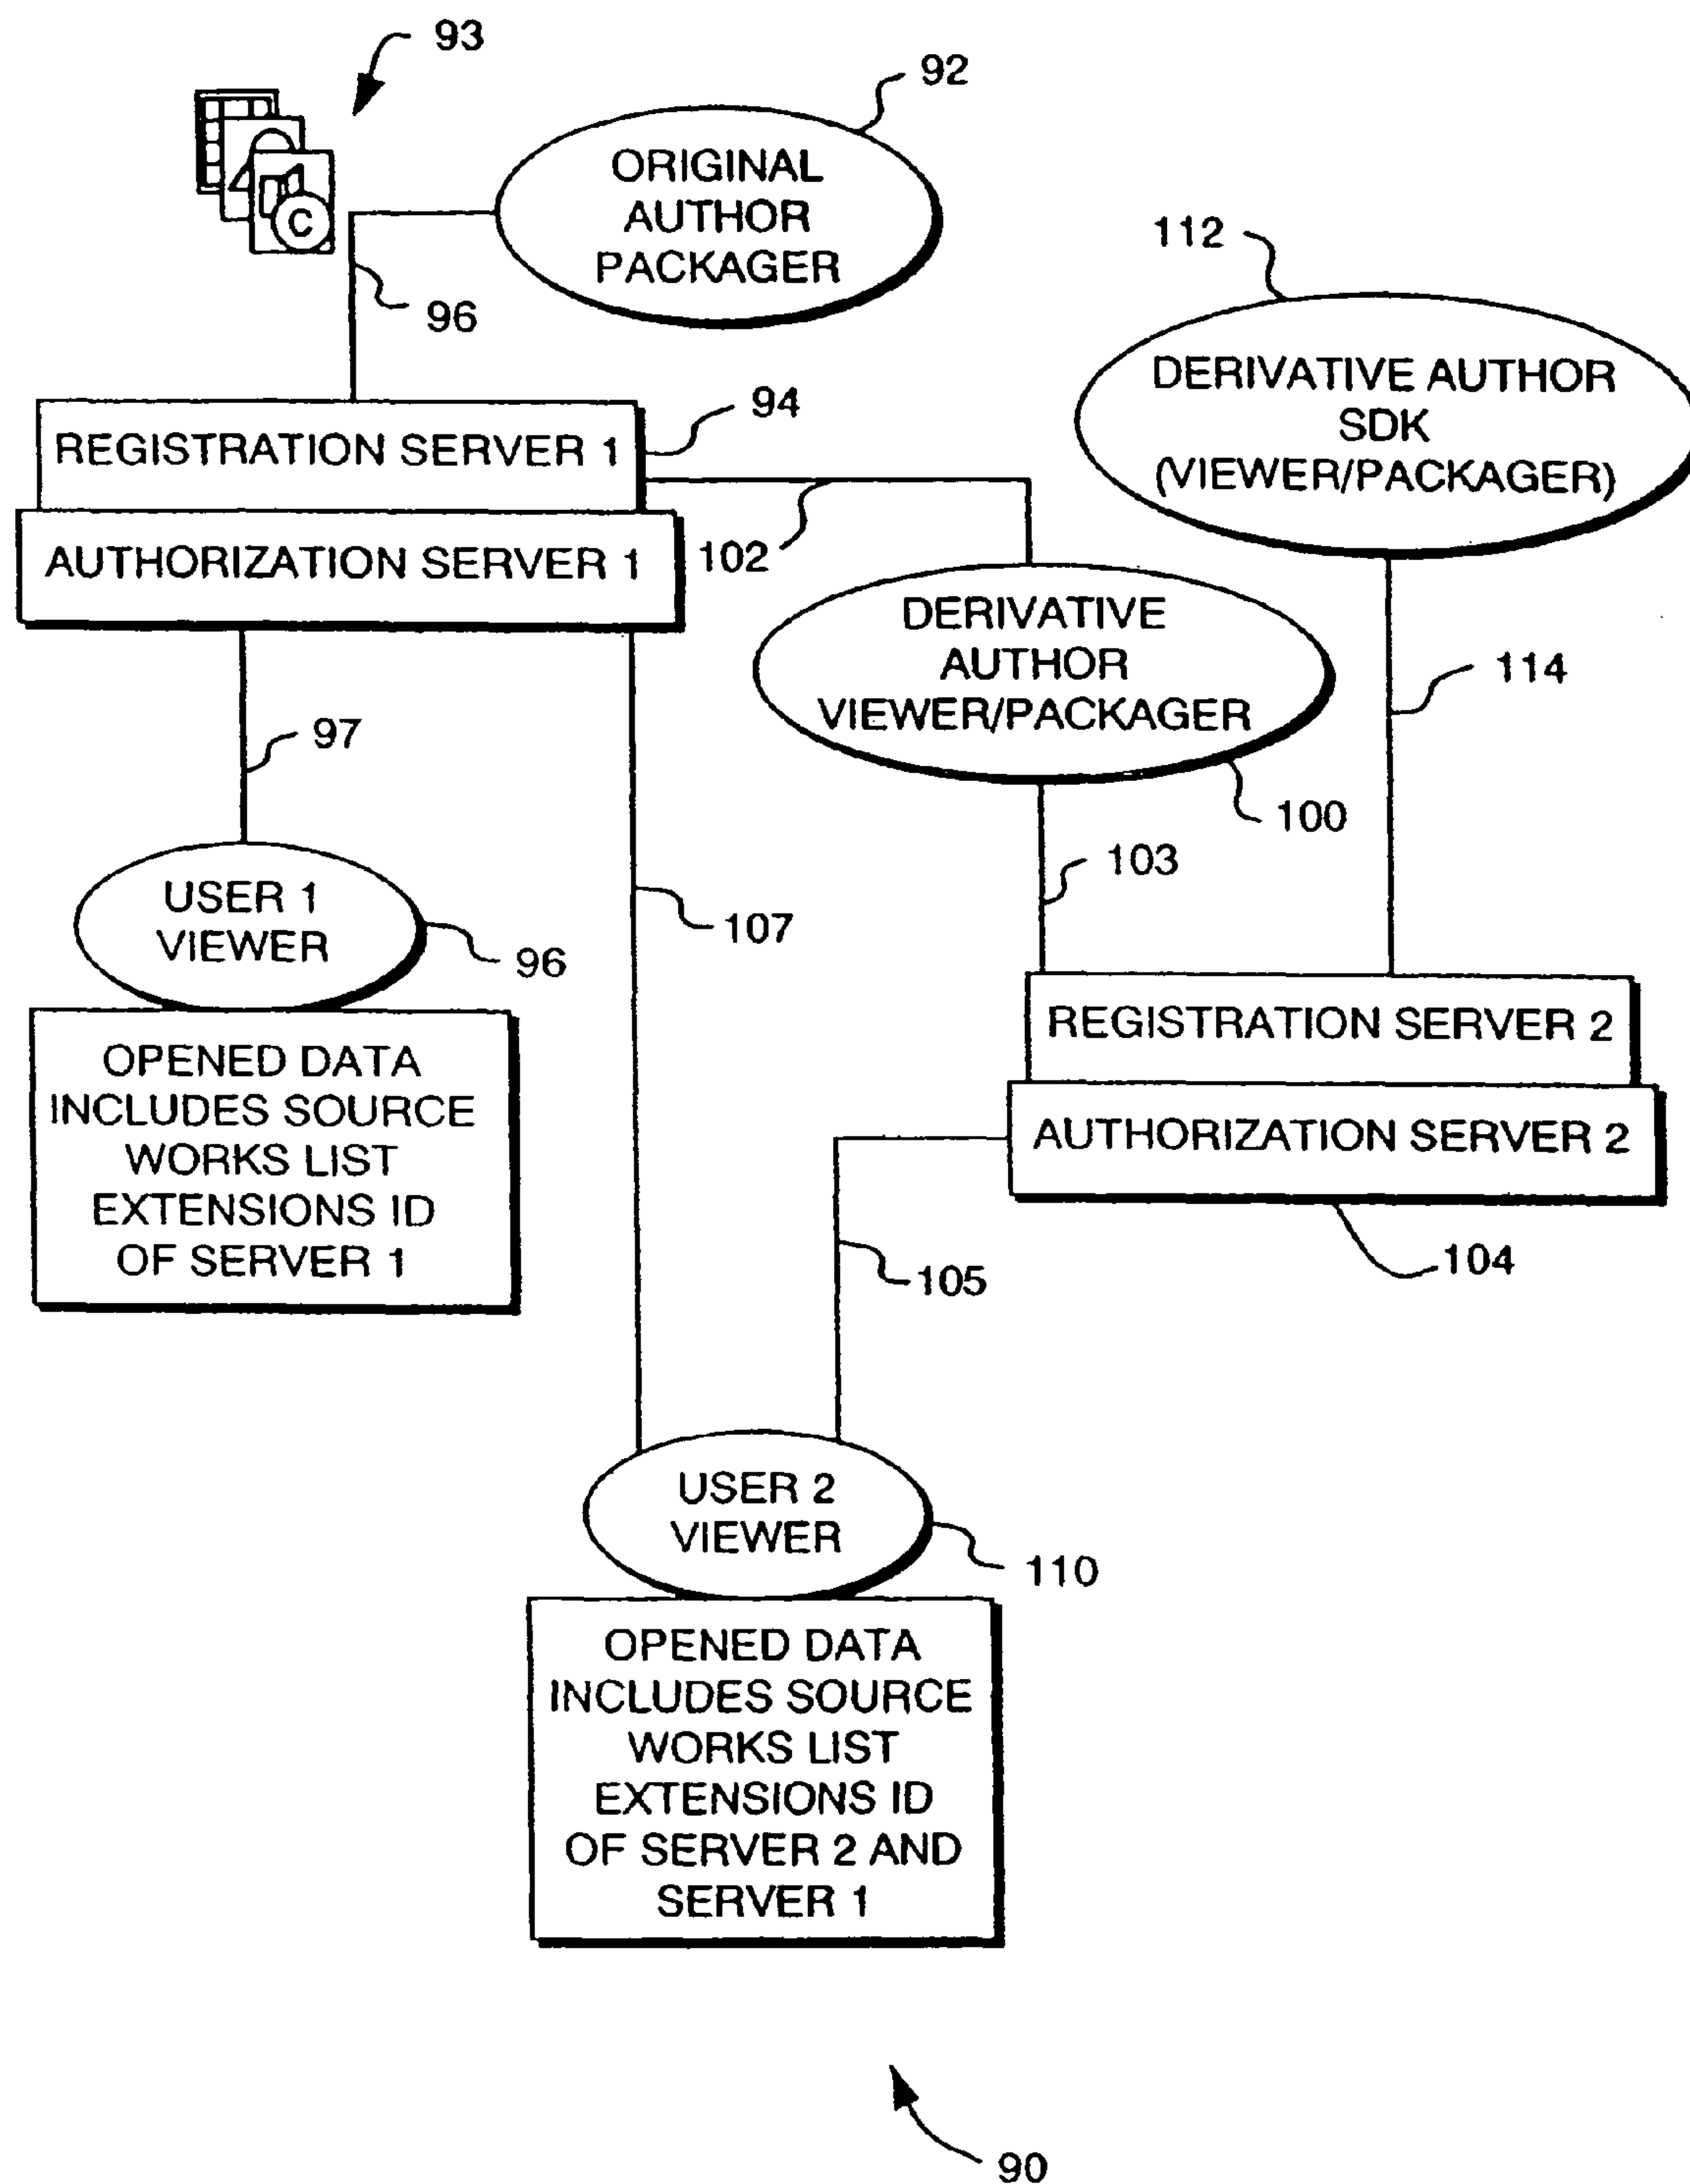 93
92
ORIGINAL
AUTHOR
PACKAGER
C
96
112
DERIVATIVE AUTHOR
SDK
(VIEWER/PACKAGER)
94
REGISTRATION SERVER 1
AUTHORIZATION SERVER 1
102
DERIVATIVE
AUTHOR
VIEWER/PACKAGER
100
114
97
103
USER 1
VIEWER
96
107
OPENED DATA
INCLUDES SOURCE
WORKS LIST
EXTENSIONS ID
OF SERVER 1
REGISTRATION SERVER 2
AUTHORIZATION SERVER 2
104
105
USER 2
VIEWER
110
OPENED DATA
INCLUDES SOURCE
WORKS LIST
EXTENSIONS ID
OF SERVER 2 AND
SERVER 1
90